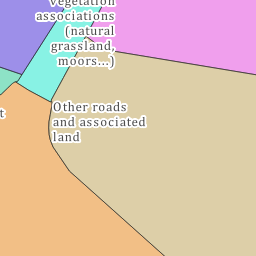 vegetation
associations
(natural
grassland,
moors...)
Other roads
and associated
land
t